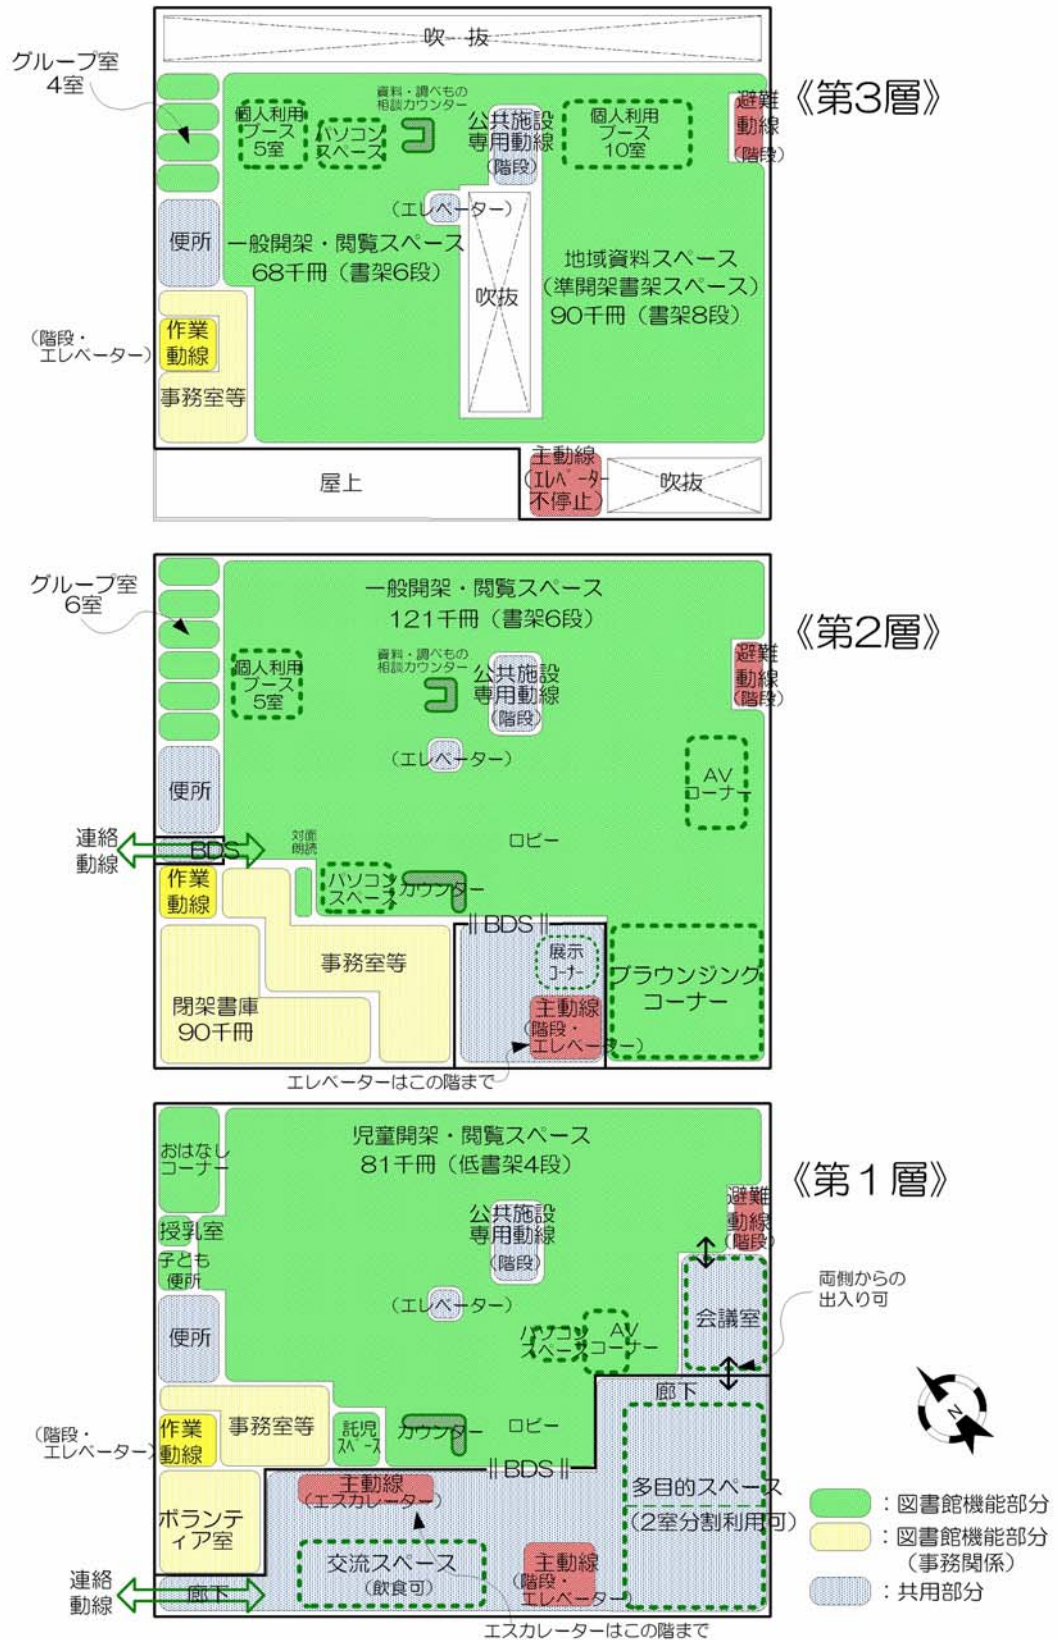 吹 抜
グループ室
4室
《第3層》
個人利用
ブース
5室
パソコン
スペース
資料・調べもの
相談カウンター
公共施設
専用動線
(階段)
個人利用
ブース
10室
避難
動線
(階段)
(エレベーター)
便所
一般開架・閲覧スペース
68千冊(書架6段)
吹抜
地域資料スペース
(準開架書架スペース)
90千冊(書架8段)
(階段・
エレベーター)
作業
動線
事務室等
屋上
主動線
(エレベーター
不停止)
吹抜
グループ室
6室
《第2層》
一般開架・閲覧スペース
121千冊(書架6段)
個人利用
ブース
5室
資料・調べもの
相談カウンター
公共施設
専用動線
(階段)
避難
動線
(階段)
(エレベーター)
便所
AV
コーナー
連絡
動線
BDS
対面
朗読
ロビー
作業
動線
パソコン
スペース
カウンター
BDS
事務室等
展示
コーナー
ブラウンジング
コーナー
閉架書庫
90千冊
主動線
(階段・
エレベーター)
エレベーターはこの階まで
《第1層》
おはなし
コーナー
児童開架・閲覧スペース
81千冊(低書架4段)
授乳室
子ども
便所
公共施設
専用動線
(階段)
避難
動線
(階段)
両側からの
出入り可
(エレベーター)
便所
パソコン
スペース
AV
コーナー
会議室
廊下
N
(階段・
エレベーター)
作業
動線
事務室等
託児
スペース
カウンター
ロビー
BDS
主動線
(エスカレーター)
多目的スペース
(2室分割利用可)
ボランテ
ィア室
交流スペース
(飲食可)
主動線
(階段・
エレベーター)
連絡
動線
廊下
エスカレーターはこの階まで
:図書館機能部分
:図書館機能部分
(事務関係)
:共用部分